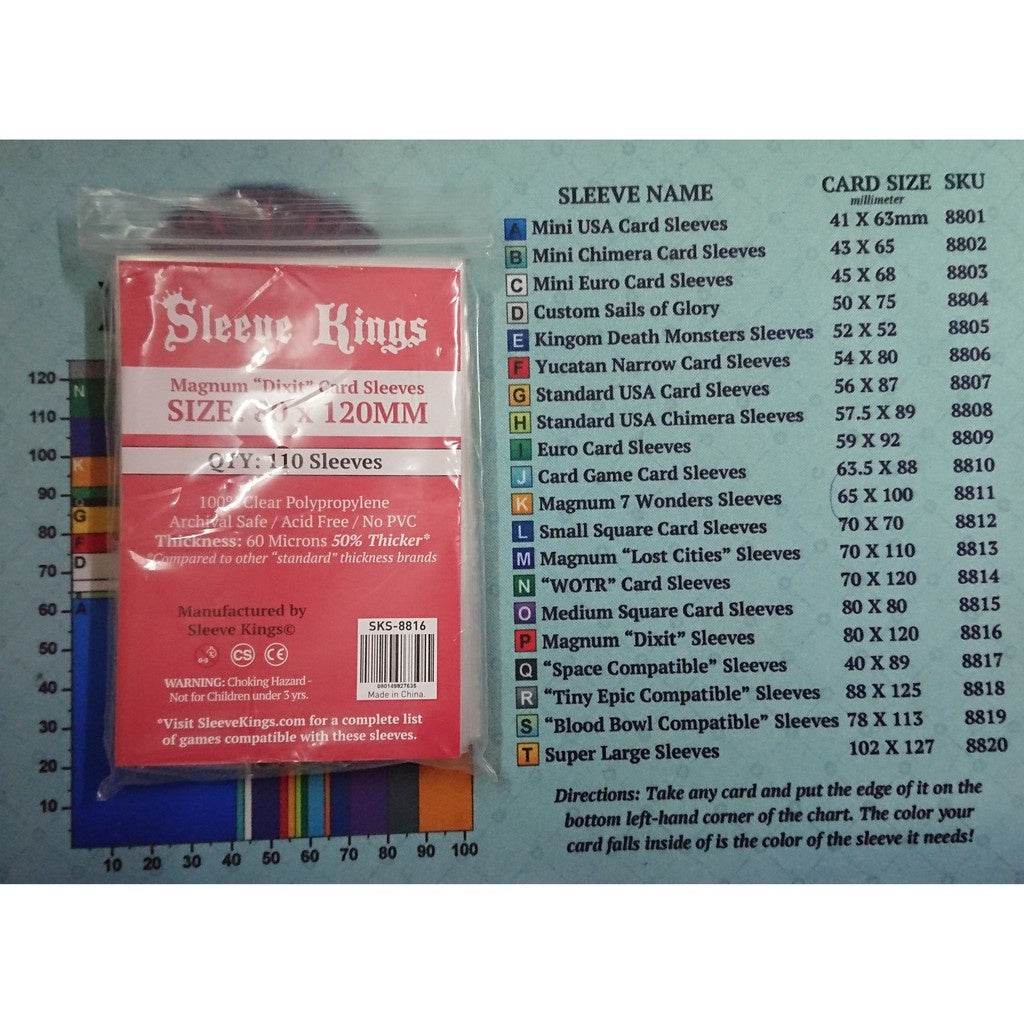 Sleeve Kings
Magnum "Dixit" Card Sleeves
SIZE: 80 x 120MM
QTY: 110 Sleeves
100% Clear Polypropylene
Archival Safe / Acid Free / No PVC
Thickness: 60 Microns 50% Thicker*
*Compared to other "standard" thickness brands
Manufactured by
Sleeve Kings©
0-3 CS CE
SKS-8816
Made in China.
WARNING: Choking Hazard -
Not for Children under 3 yrs.
*Visit SleeveKings.com for a complete list
of games compatible with these sleeves.
120
110
100
90
80
70
60
50
40
30
20
10
N
K
G
F
D
A
10 20 30 40 50 60 70 80 90 100
SLEEVE NAME CARD SIZE SKU
millimeter
A Mini USA Card Sleeves 41 X 63mm 8801
B Mini Chimera Card Sleeves 43 X 65 8802
C Mini Euro Card Sleeves 45 X 68 8803
D Custom Sails of Glory 50 X 75 8804
E Kingom Death Monsters Sleeves 52 X 52 8805
F Yucatan Narrow Card Sleeves 54 X 80 8806
G Standard USA Card Sleeves 56 X 87 8807
H Standard USA Chimera Sleeves 57.5 X 89 8808
I Euro Card Sleeves 59 X 92 8809
J Card Game Card Sleeves 63.5 X 88 8810
K Magnum 7 Wonders Sleeves 65 X 100 8811
L Small Square Card Sleeves 70 X 70 8812
M Magnum "Lost Cities" Sleeves 70 X 110 8813
N "WOTR" Card Sleeves 70 X 120 8814
O Medium Square Card Sleeves 80 X 80 8815
P Magnum "Dixit" Sleeves 80 X 120 8816
Q "Space Compatible" Sleeves 40 X 89 8817
R "Tiny Epic Compatible" Sleeves 88 X 125 8818
S "Blood Bowl Compatible" Sleeves 78 X 113 8819
T Super Large Sleeves 102 X 127 8820
Directions: Take any card and put the edge of it on the
bottom left-hand corner of the chart. The color your
card falls inside of is the color of the sleeve it needs!